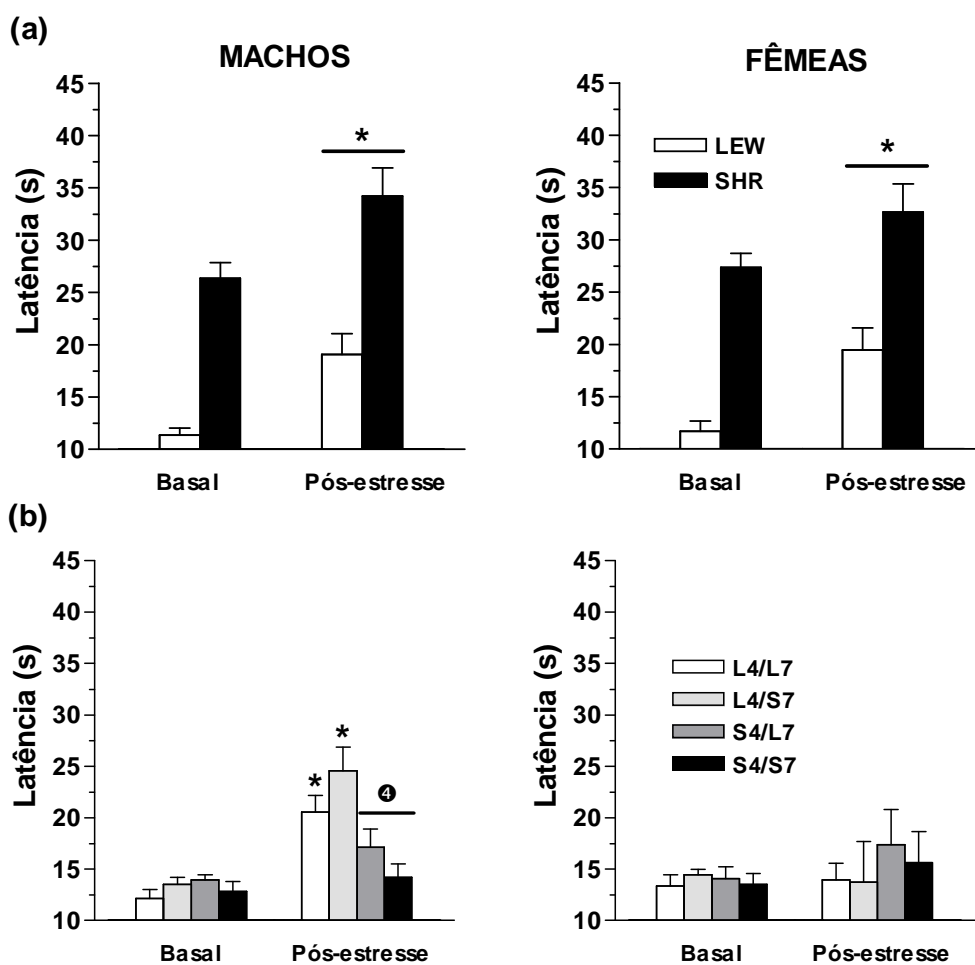 (a)
MACHOS
FÊMEAS
Latência (s)
45
40
35
30
25
20
15
10
*
Basal
Pós-estresse
Latência (s)
45
40
35
30
25
20
15
10
LEW
SHR
*
Basal
Pós-estresse
(b)
Latência (s)
45
40
35
30
25
20
15
10
*
*
❹
Basal
Pós-estresse
Latência (s)
45
40
35
30
25
20
15
10
L4/L7
L4/S7
S4/L7
S4/S7
Basal
Pós-estresse